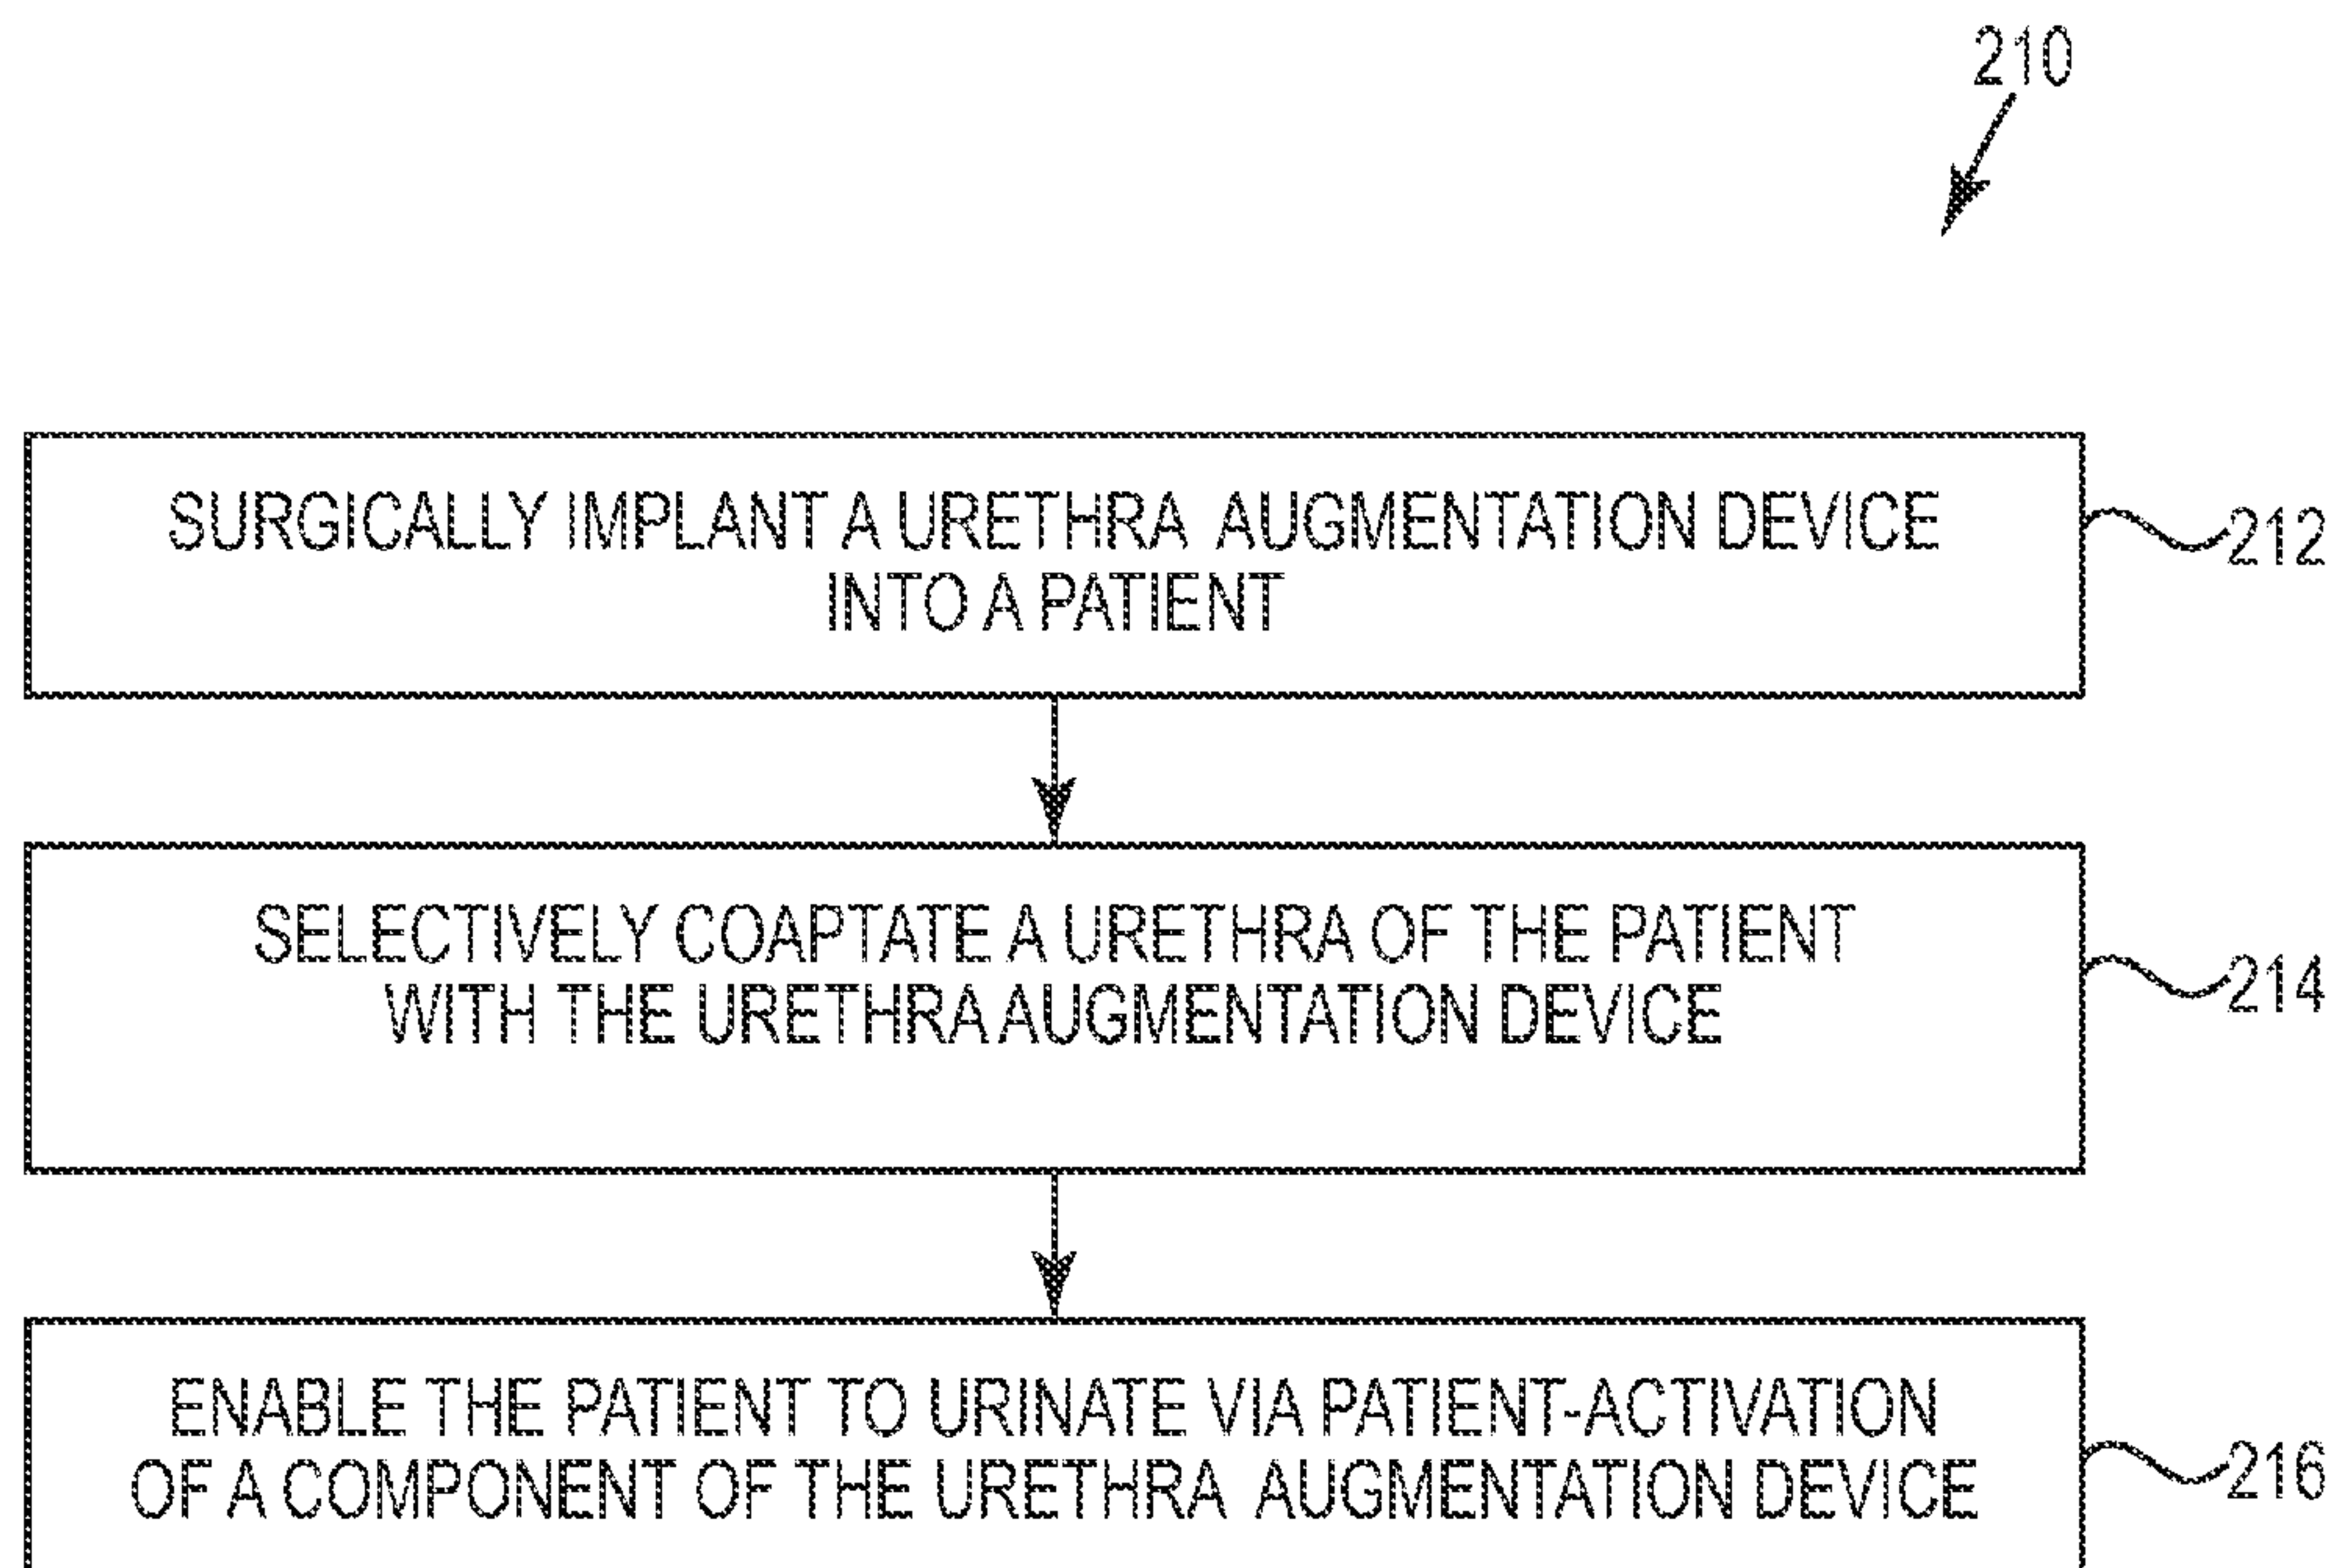 210
SURGICALLY IMPLANT A URETHRA AUGMENTATION DEVICE
INTO A PATIENT
212
SELECTIVELY COAPTATE A URETHRA OF THE PATIENT
WITH THE URETHRA AUGMENTATION DEVICE
214
ENABLE THE PATIENT TO URINATE VIA PATIENT-ACTIVATION
OF A COMPONENT OF THE URETHRA AUGMENTATION DEVICE
216